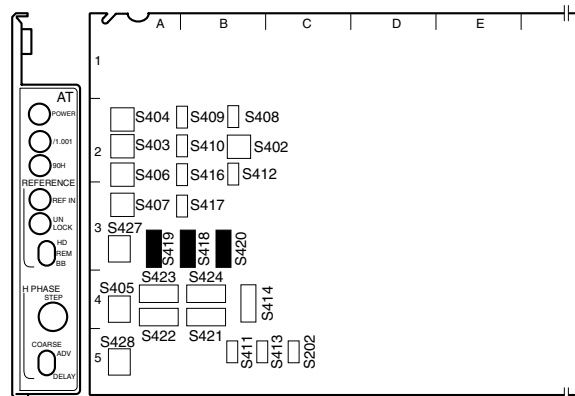 A B C D E
1
2
3
4
5
AT
POWER
/1.001
90H
REFERENCE
REF IN
UN
LOCK
HD
REM
BB
H PHASE
STEP
COARSE
ADV
DELAY
S404 S409 S408
S403 S410 S402
S406 S416 S412
S407 S417
S427 S419 S418 S420
S423 S424
S405 S414
S422 S421
S428 S411 S413 S202